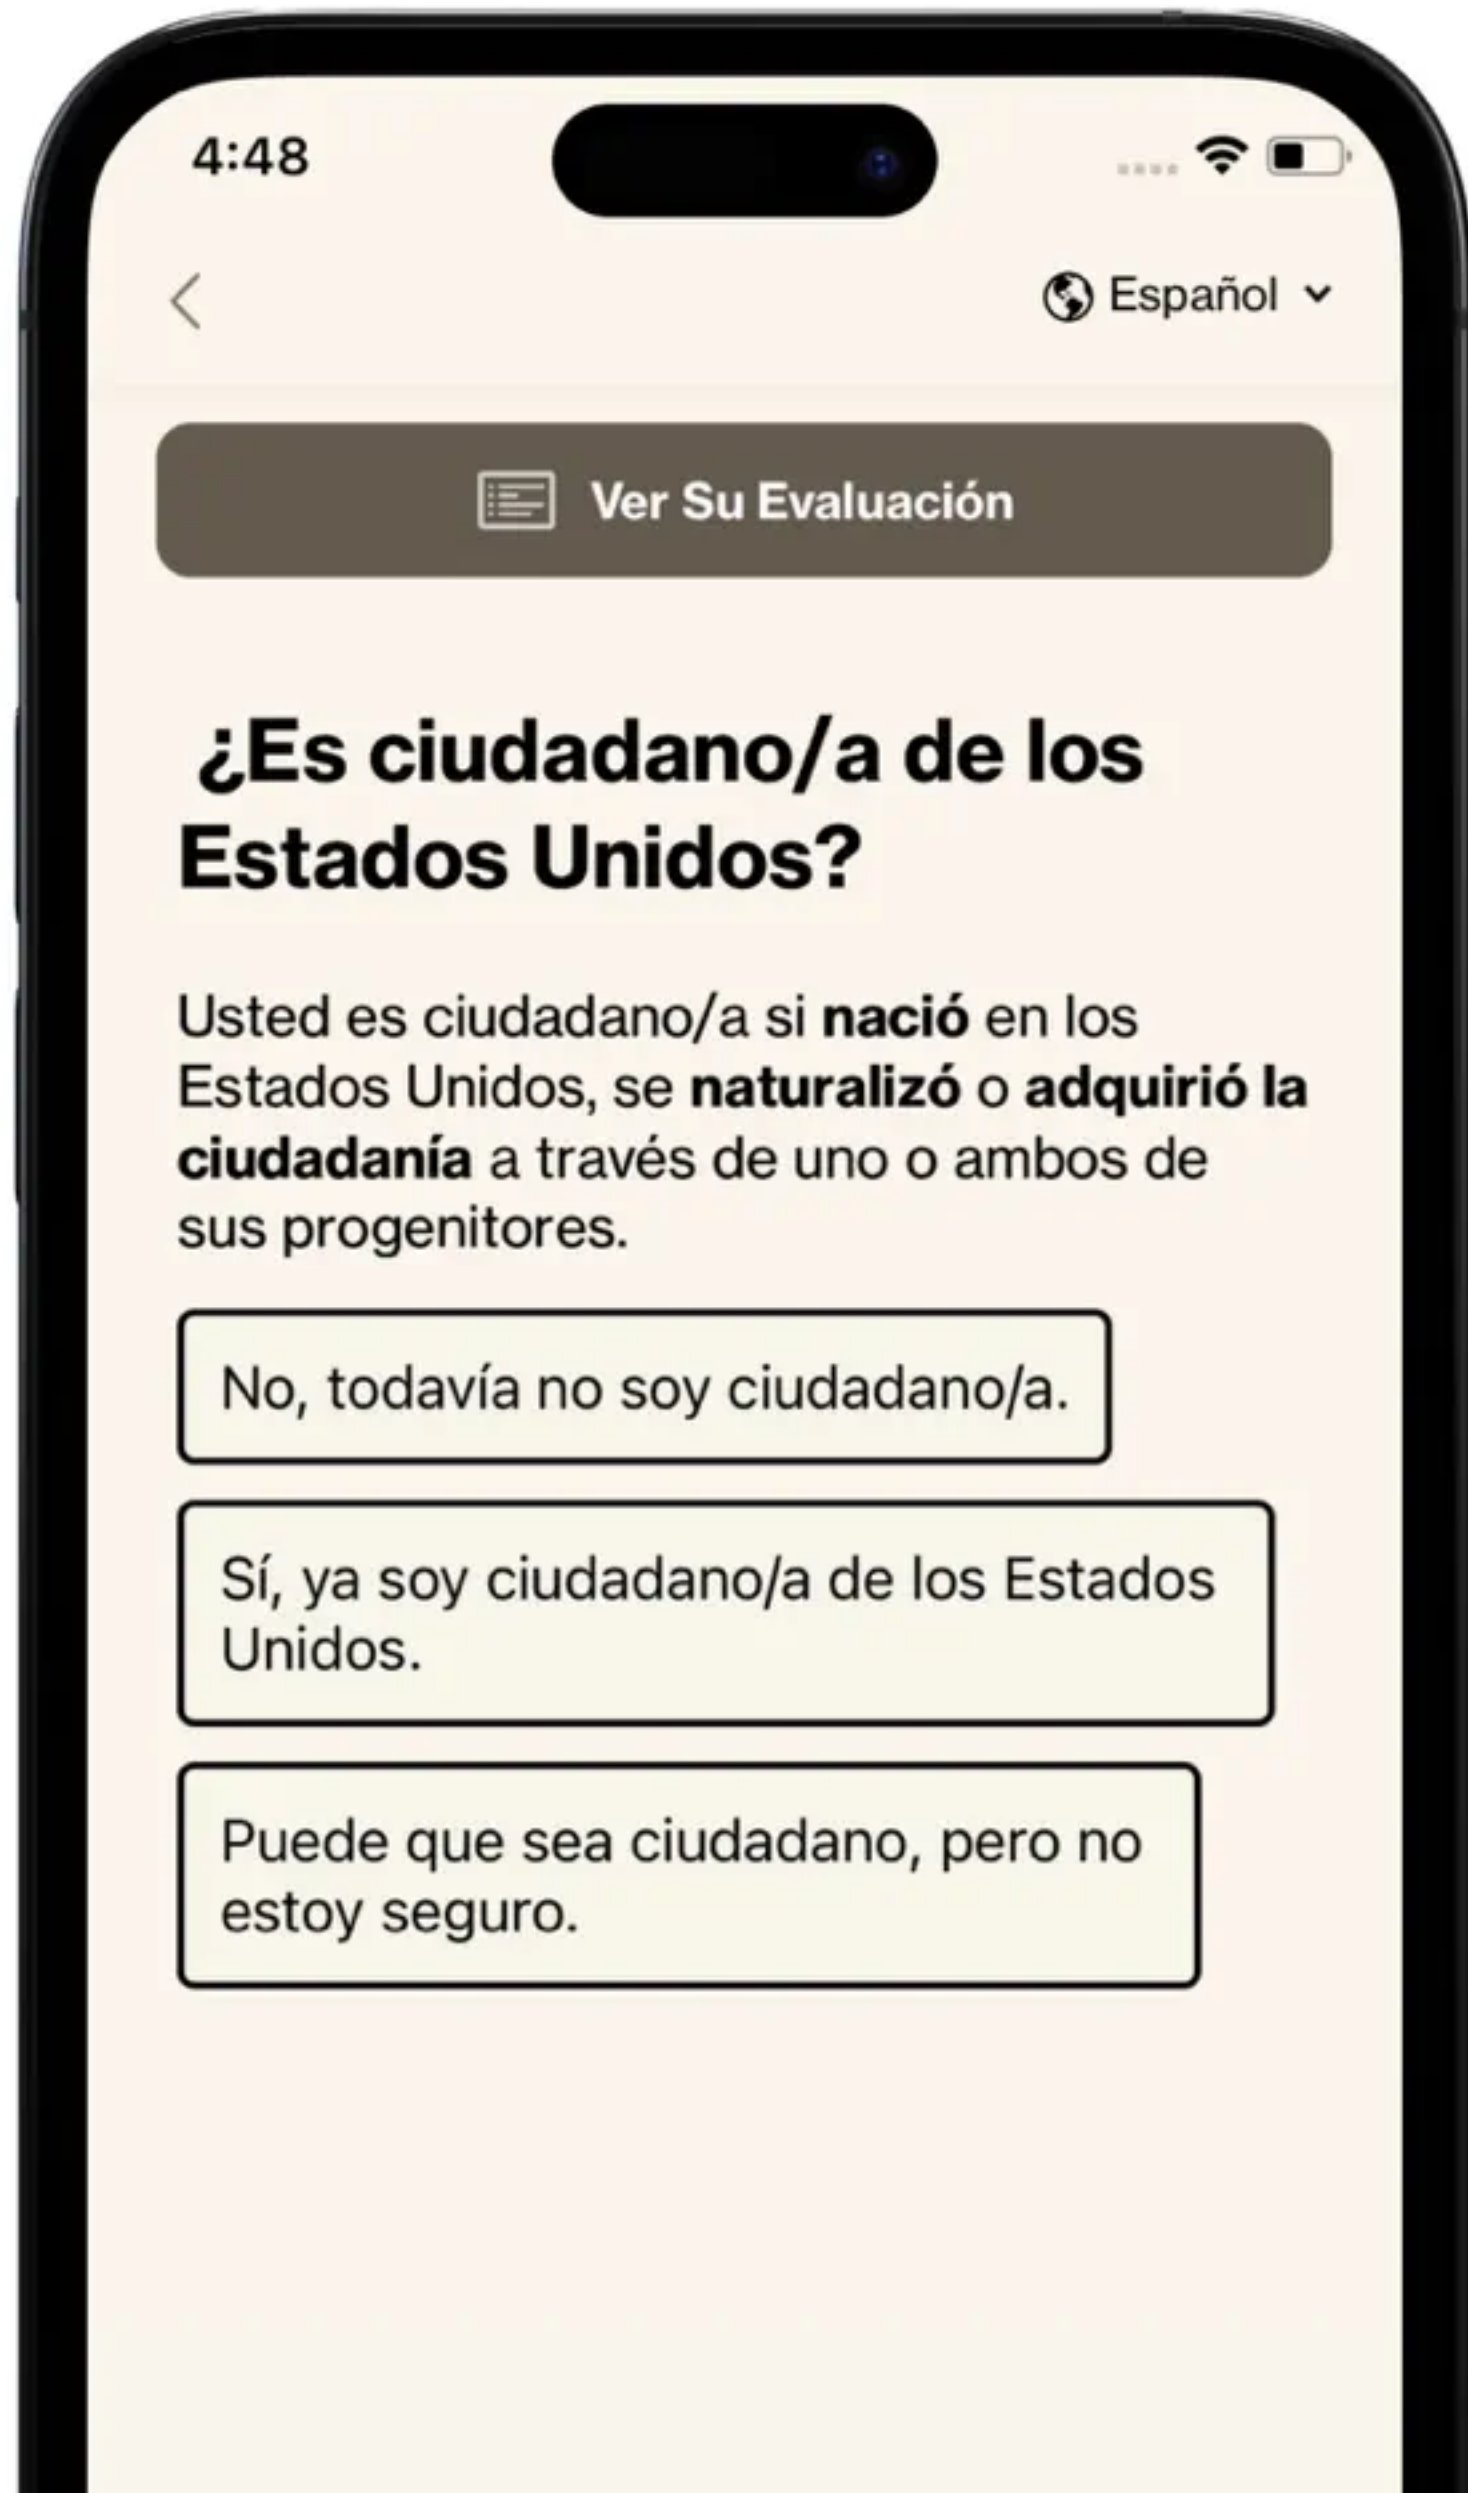 4:48
Español
Ver Su Evaluación
¿Es ciudadano/a de los
Estados Unidos?
Usted es ciudadano/a si nació en los
Estados Unidos, se naturalizó o adquirió la
ciudadanía a través de uno o ambos de
sus progenitores.
No, todavía no soy ciudadano/a.
Sí, ya soy ciudadano/a de los Estados
Unidos.
Puede que sea ciudadano, pero no
estoy seguro.